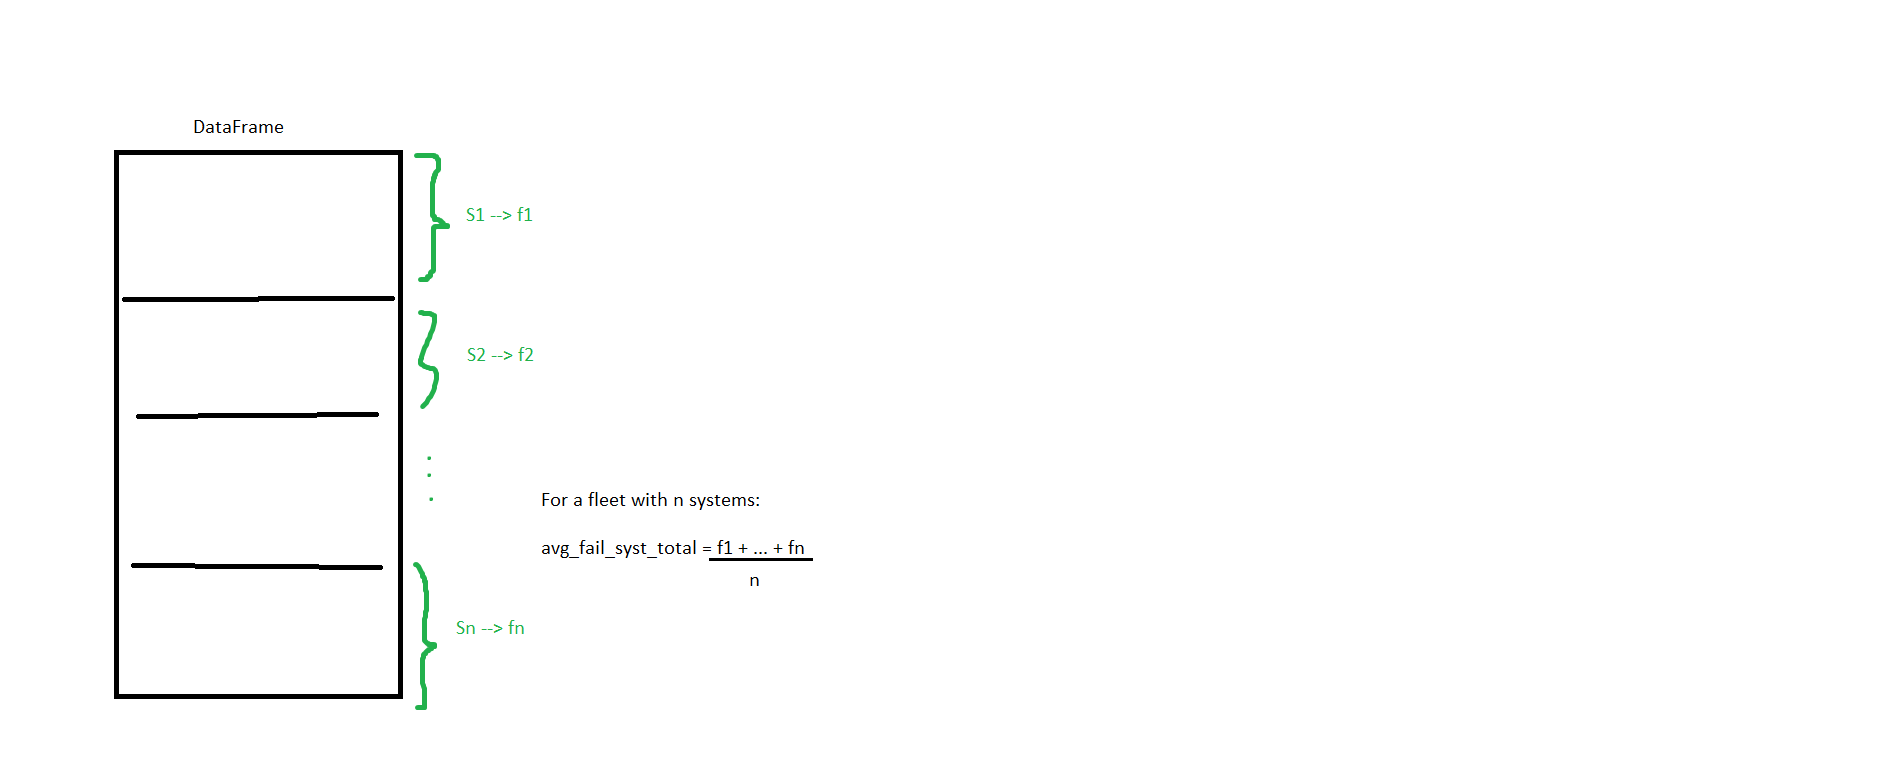 DataFrame
S1 --> f1
S2 --> f2
Sn --> fn
For a fleet with n systems:
avg_fail_syst_total = f1 + ... + fn
n